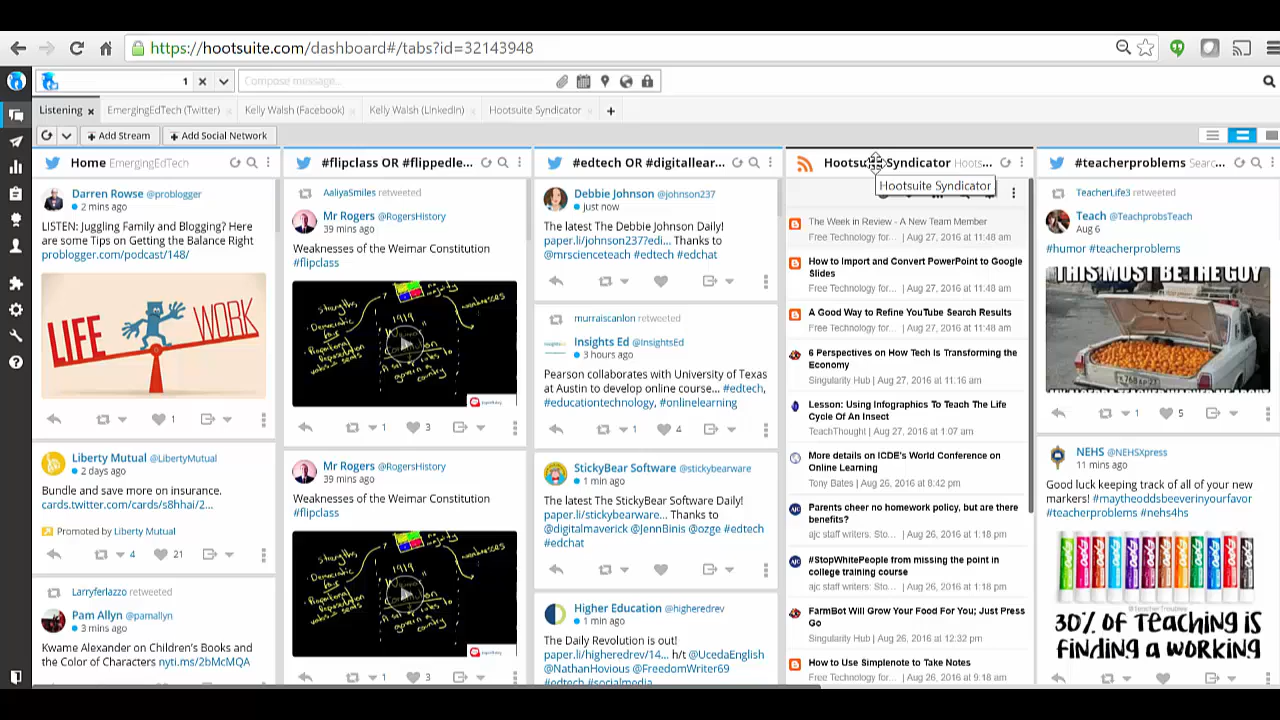 https://hootsuite.com/dashboard#/tabs?id=32143948
1
Compose message...
Listening
EmergingEdTech (Twitter)
Kelly Walsh (Facebook)
Kelly Walsh (LinkedIn)
Hootsuite Syndicator
Add Stream
Add Social Network
Home EmergingEdTech
Darren Rowse @problogger
2 mins ago
LISTEN: Juggling Family and Blogging? Here
are some Tips on Getting the Balance Right
problogger.com/podcast/148/
LIFE
WORK
1
Liberty Mutual @LibertyMutual
2 days ago
Bundle and save more on insurance.
cards.twitter.com/cards/s8hhai/2...
Promoted by Liberty Mutual
4
21
Larryferlazzo retweeted
Pam Allyn @pamallyn
3 mins ago
Kwame Alexander on Children's Books and
the Color of Characters nyti.ms/2bMcMQA
#flipclass OR #flippedle...
AaliyaSmiles retweeted
Mr Rogers @RogersHistory
39 mins ago
Weaknesses of the Weimar Constitution
#flipclass
strengths
1919
1
3
Mr Rogers @RogersHistory
39 mins ago
Weaknesses of the Weimar Constitution
#flipclass
strengths
1919
1
3
#edtech OR #digitallear...
Debbie Johnson @johnson237
just now
The latest The Debbie Johnson Daily!
paper.li/johnson237?edi... Thanks to
@mrscienceteach #edtech #edchat
murraiscanlon retweeted
Insights Ed @InsightsEd
3 hours ago
Pearson collaborates with University of Texas
at Austin to develop online course... #edtech,
#educationtechnology, #onlinelearning
1
4
StickyBear Software @stickybearware
1 min ago
The latest The StickyBear Software Daily!
paper.li/stickybearware... Thanks to
@digitalmaverick @JennBinis @ozge #edtech
#edchat
Higher Education @higheredrev
1 min ago
The Daily Revolution is out!
paper.li/higheredrev/14... h/t @UcedaEnglish
@NathanHovious @FreedomWriter69
#edtech #socialmedia
Hootsuite Syndicator Hoots...
Hootsuite Syndicator
The Week in Review - A New Team Member
Free Technology for... | Aug 27, 2016 at 11:48 am
How to Import and Convert PowerPoint to Google
Slides
Free Technology for... | Aug 27, 2016 at 11:48 am
A Good Way to Refine YouTube Search Results
Free Technology for... | Aug 27, 2016 at 11:48 am
6 Perspectives on How Tech Is Transforming the
Economy
Singularity Hub | Aug 27, 2016 at 11:16 am
Lesson: Using Infographics To Teach The Life
Cycle Of An Insect
TeachThought | Aug 27, 2016 at 1:07 am
More details on ICDE's World Conference on
Online Learning
Tony Bates | Aug 26, 2016 at 8:42 pm
Parents cheer no homework policy, but are there
benefits?
ajc staff writers: Sto... | Aug 26, 2016 at 1:18 pm
#StopWhitePeople from missing the point in
college training course
ajc staff writers: Sto... | Aug 26, 2016 at 1:18 pm
FarmBot Will Grow Your Food For You; Just Press
Go
Singularity Hub | Aug 26, 2016 at 12:32 pm
How to Use Simplenote to Take Notes
Free Technology for... | Aug 26, 2016 at 9:18 am
#teacherproblems Searc...
TeacherLife3 retweeted
Teach @TeachprobsTeach
Aug 6
#humor #teacherproblems
THIS MUST BE THE GUY
1
5
NEHS @NEHSXpress
11 mins ago
Good luck keeping track of all of your new
markers! #maytheoddsbeeverinyourfavor
#teacherproblems #nehs4hs
30% OF TEACHING IS
FINDING A WORKING